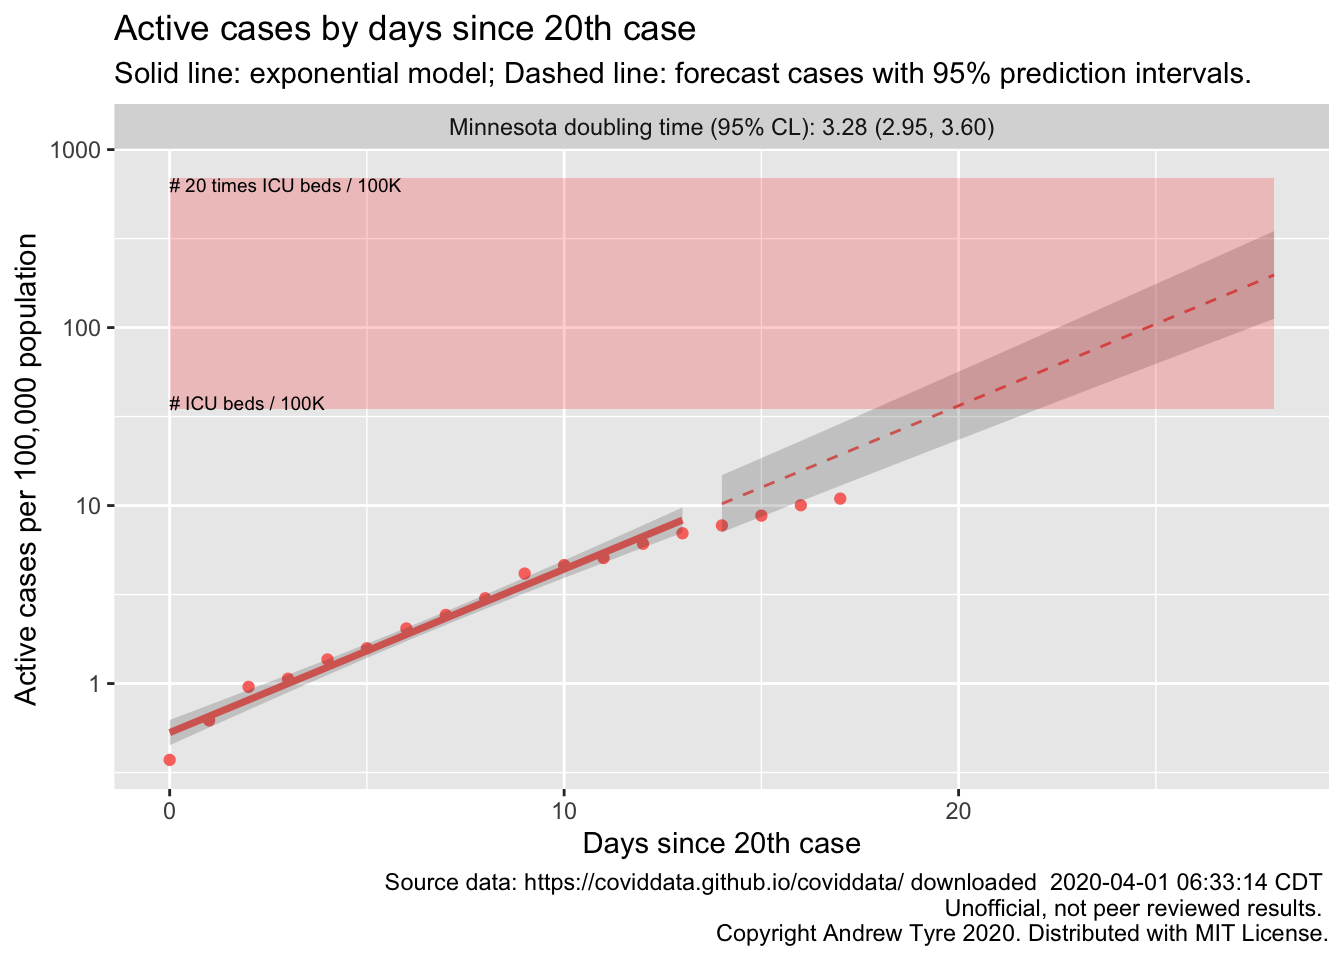 Active cases by days since 20th case
Solid line: exponential model; Dashed line: forecast cases with 95% prediction intervals.
Minnesota doubling time (95% CL): 3.28 (2.95, 3.60)
1000
# 20 times ICU beds / 100K
100
# ICU beds / 100K
10
1
Active cases per 100,000 population
0
10
20
Days since 20th case
Source data: https://coviddata.github.io/coviddata/ downloaded  2020-04-01 06:33:14 CDT
Unofficial, not peer reviewed results.
Copyright Andrew Tyre 2020. Distributed with MIT License.